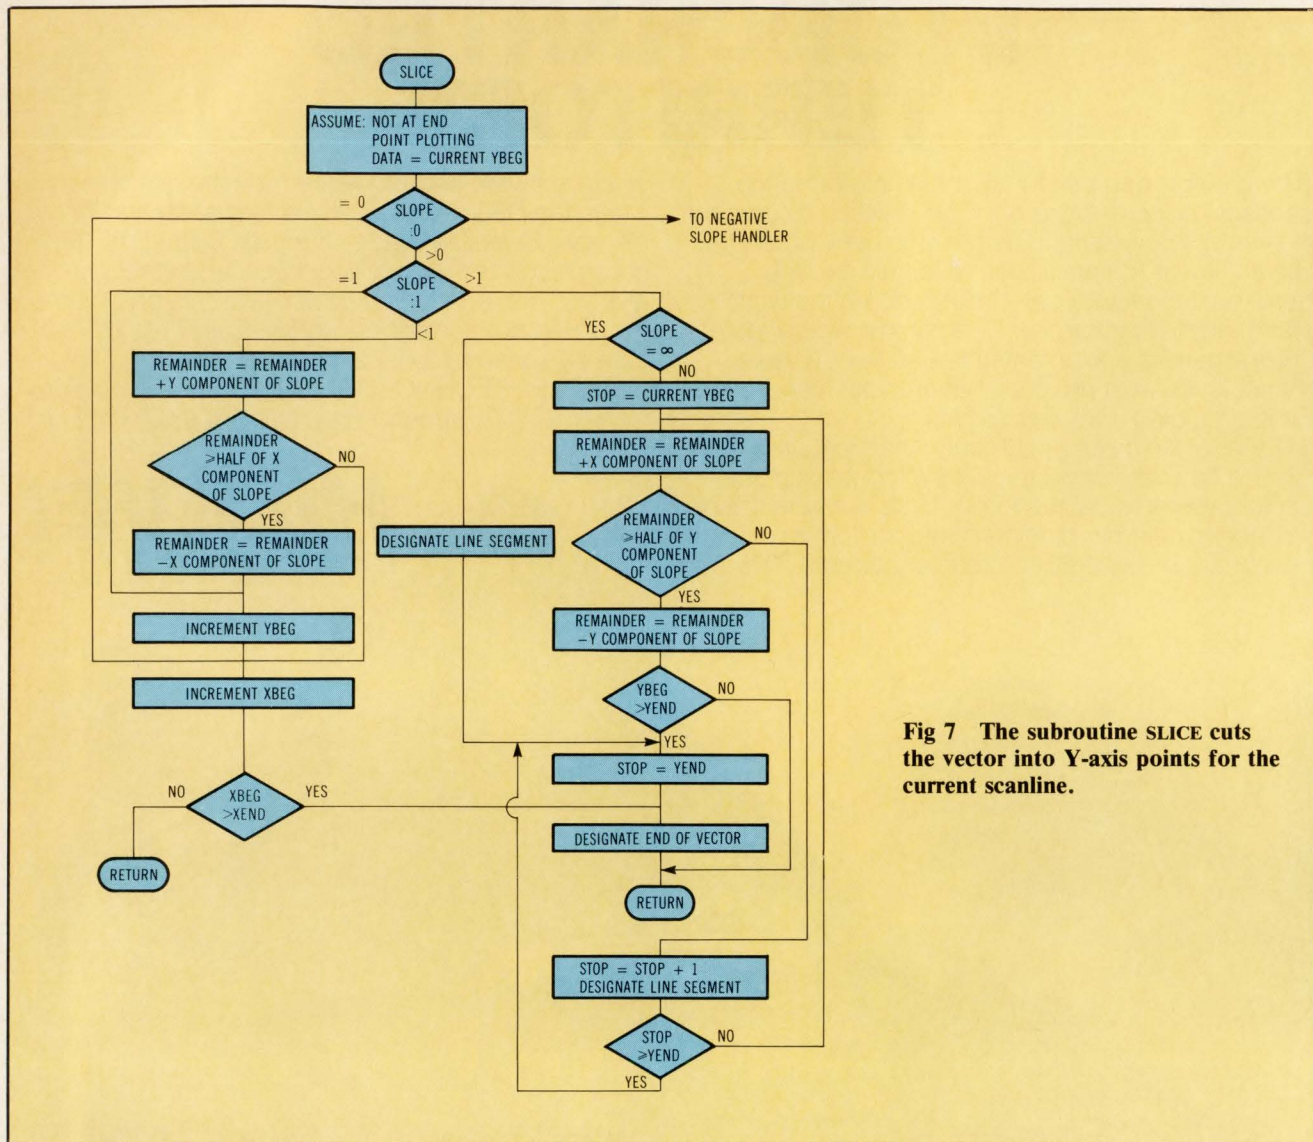 SLICE
ASSUME: NOT AT END
POINT PLOTTING
DATA = CURRENT YBEG
= 0
SLOPE
:0
TO NEGATIVE
SLOPE HANDLER
>0
=1
SLOPE
:1
>1
<1
YES
SLOPE
= ∞
NO
REMAINDER = REMAINDER
+Y COMPONENT OF SLOPE
STOP = CURRENT YBEG
REMAINDER
⩾HALF OF X
COMPONENT
OF SLOPE
NO
YES
REMAINDER = REMAINDER
+X COMPONENT OF SLOPE
REMAINDER = REMAINDER
−X COMPONENT OF SLOPE
DESIGNATE LINE SEGMENT
REMAINDER
⩾HALF OF Y
COMPONENT
OF SLOPE
NO
YES
INCREMENT YBEG
REMAINDER = REMAINDER
−Y COMPONENT OF SLOPE
INCREMENT XBEG
YBEG
>YEND
NO
YES
STOP = YEND
NO
XBEG
>XEND
YES
DESIGNATE END OF VECTOR
RETURN
RETURN
STOP = STOP + 1
DESIGNATE LINE SEGMENT
STOP
⩾YEND
NO
YES
Fig 7 The subroutine SLICE cuts
the vector into Y-axis points for the
current scanline.